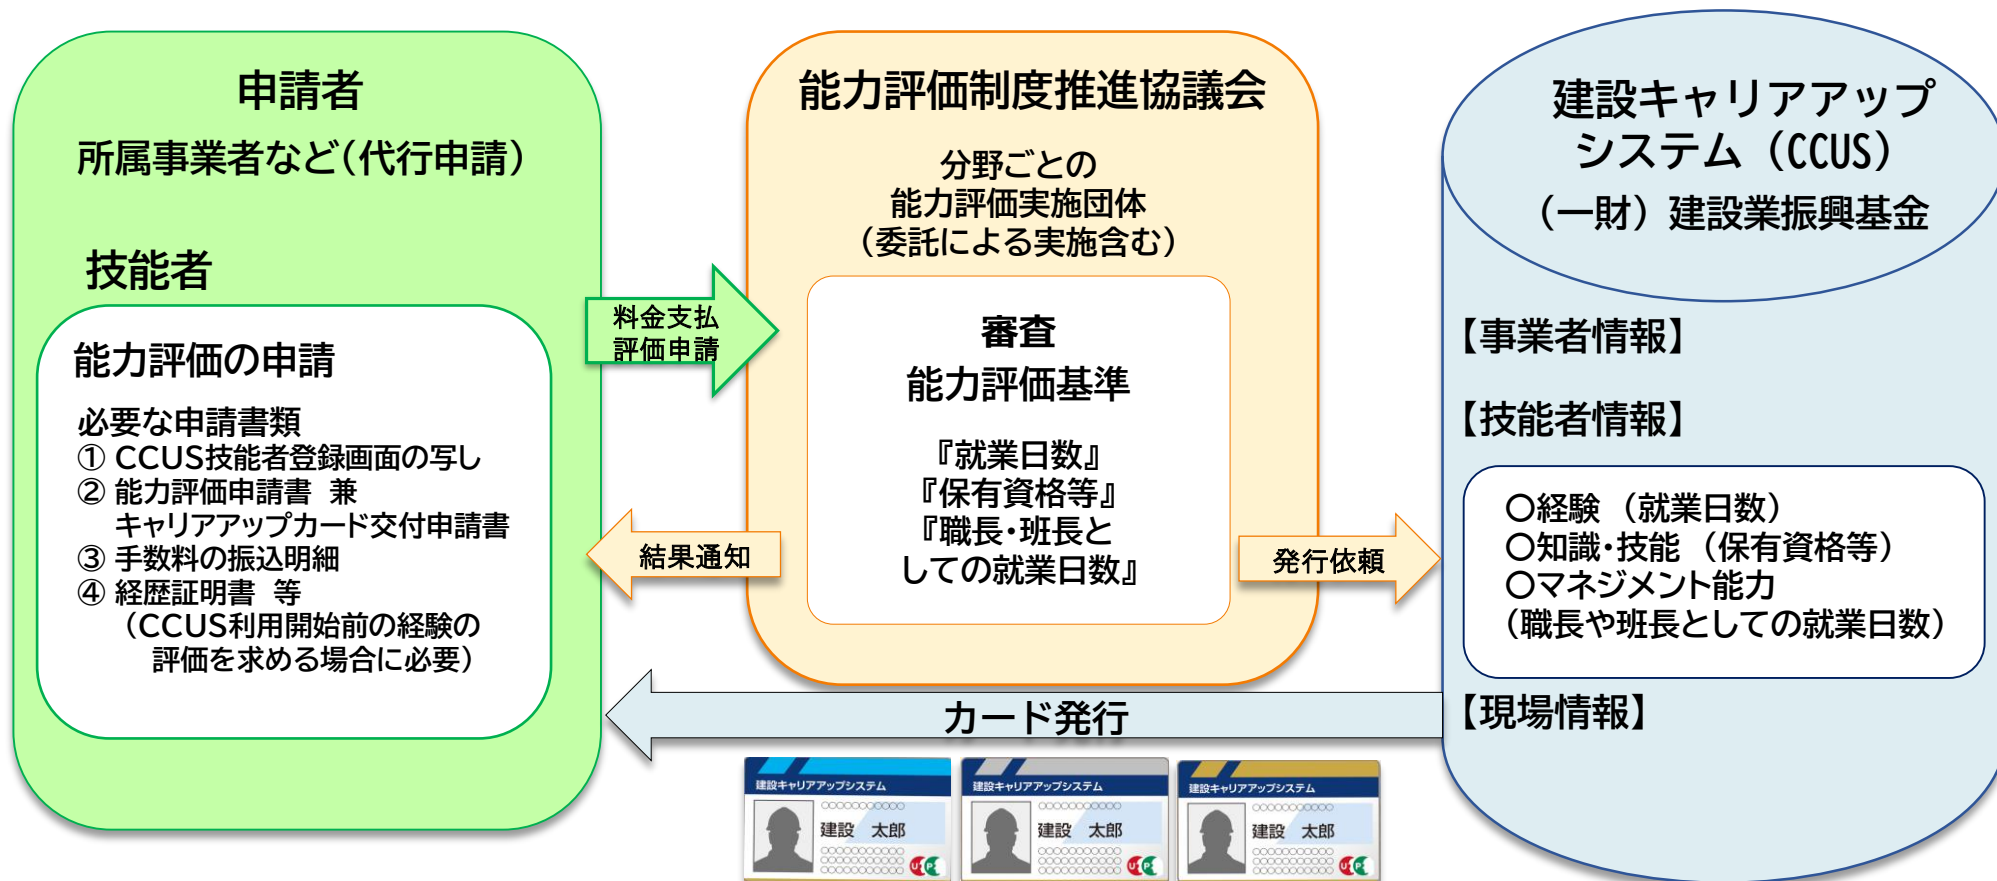 申請者
所属事業者など(代行申請)
技能者
能力評価の申請
必要な申請書類
① CCUS技能者登録画面の写し
② 能力評価申請書 兼
キャリアアップカード交付申請書
③ 手数料の振込明細
④ 経歴証明書 等
(CCUS利用開始前の経験の
評価を求める場合に必要)
料金支払
評価申請
結果通知
能力評価制度推進協議会
分野ごとの
能力評価実施団体
(委託による実施含む)
審査
能力評価基準
『就業日数』
『保有資格等』
『職長・班長と
しての就業日数』
発行依頼
カード発行
建設キャリアアップ
システム(CCUS)
(一財)建設業振興基金
【事業者情報】
【技能者情報】
○経験 (就業日数)
○知識・技能 (保有資格等)
○マネジメント能力
(職長や班長としての就業日数)
【現場情報】
建設キャリアアップシステム
○○○○○○○○○○○
建設 太郎
建設キャリアアップシステム
○○○○○○○○○○○
建設 太郎
建設キャリアアップシステム
○○○○○○○○○○○
建設 太郎